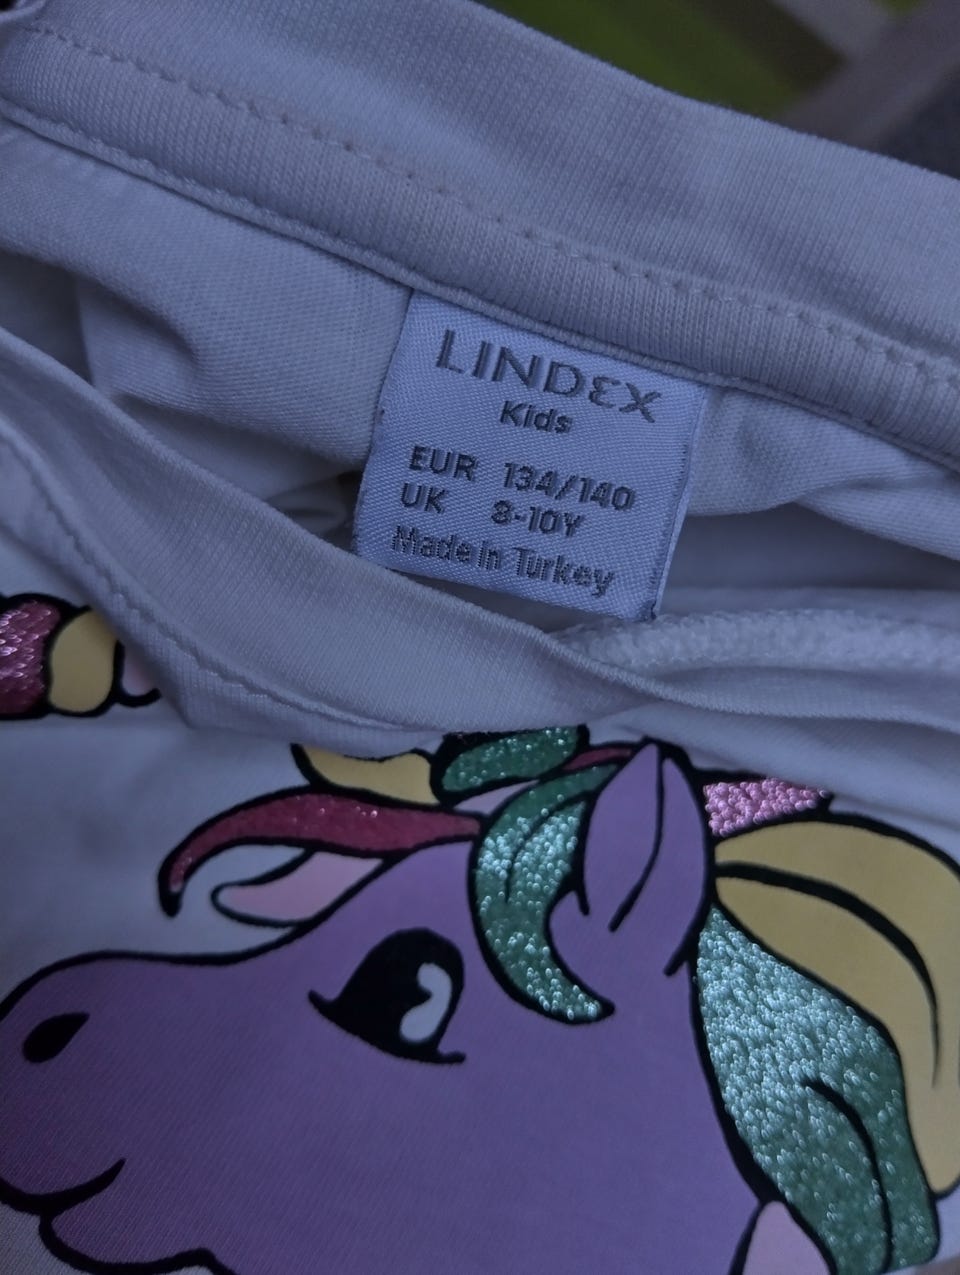 LINDEX
Kids
EUR 134/140
UK 8-10Y
Made in Turkey